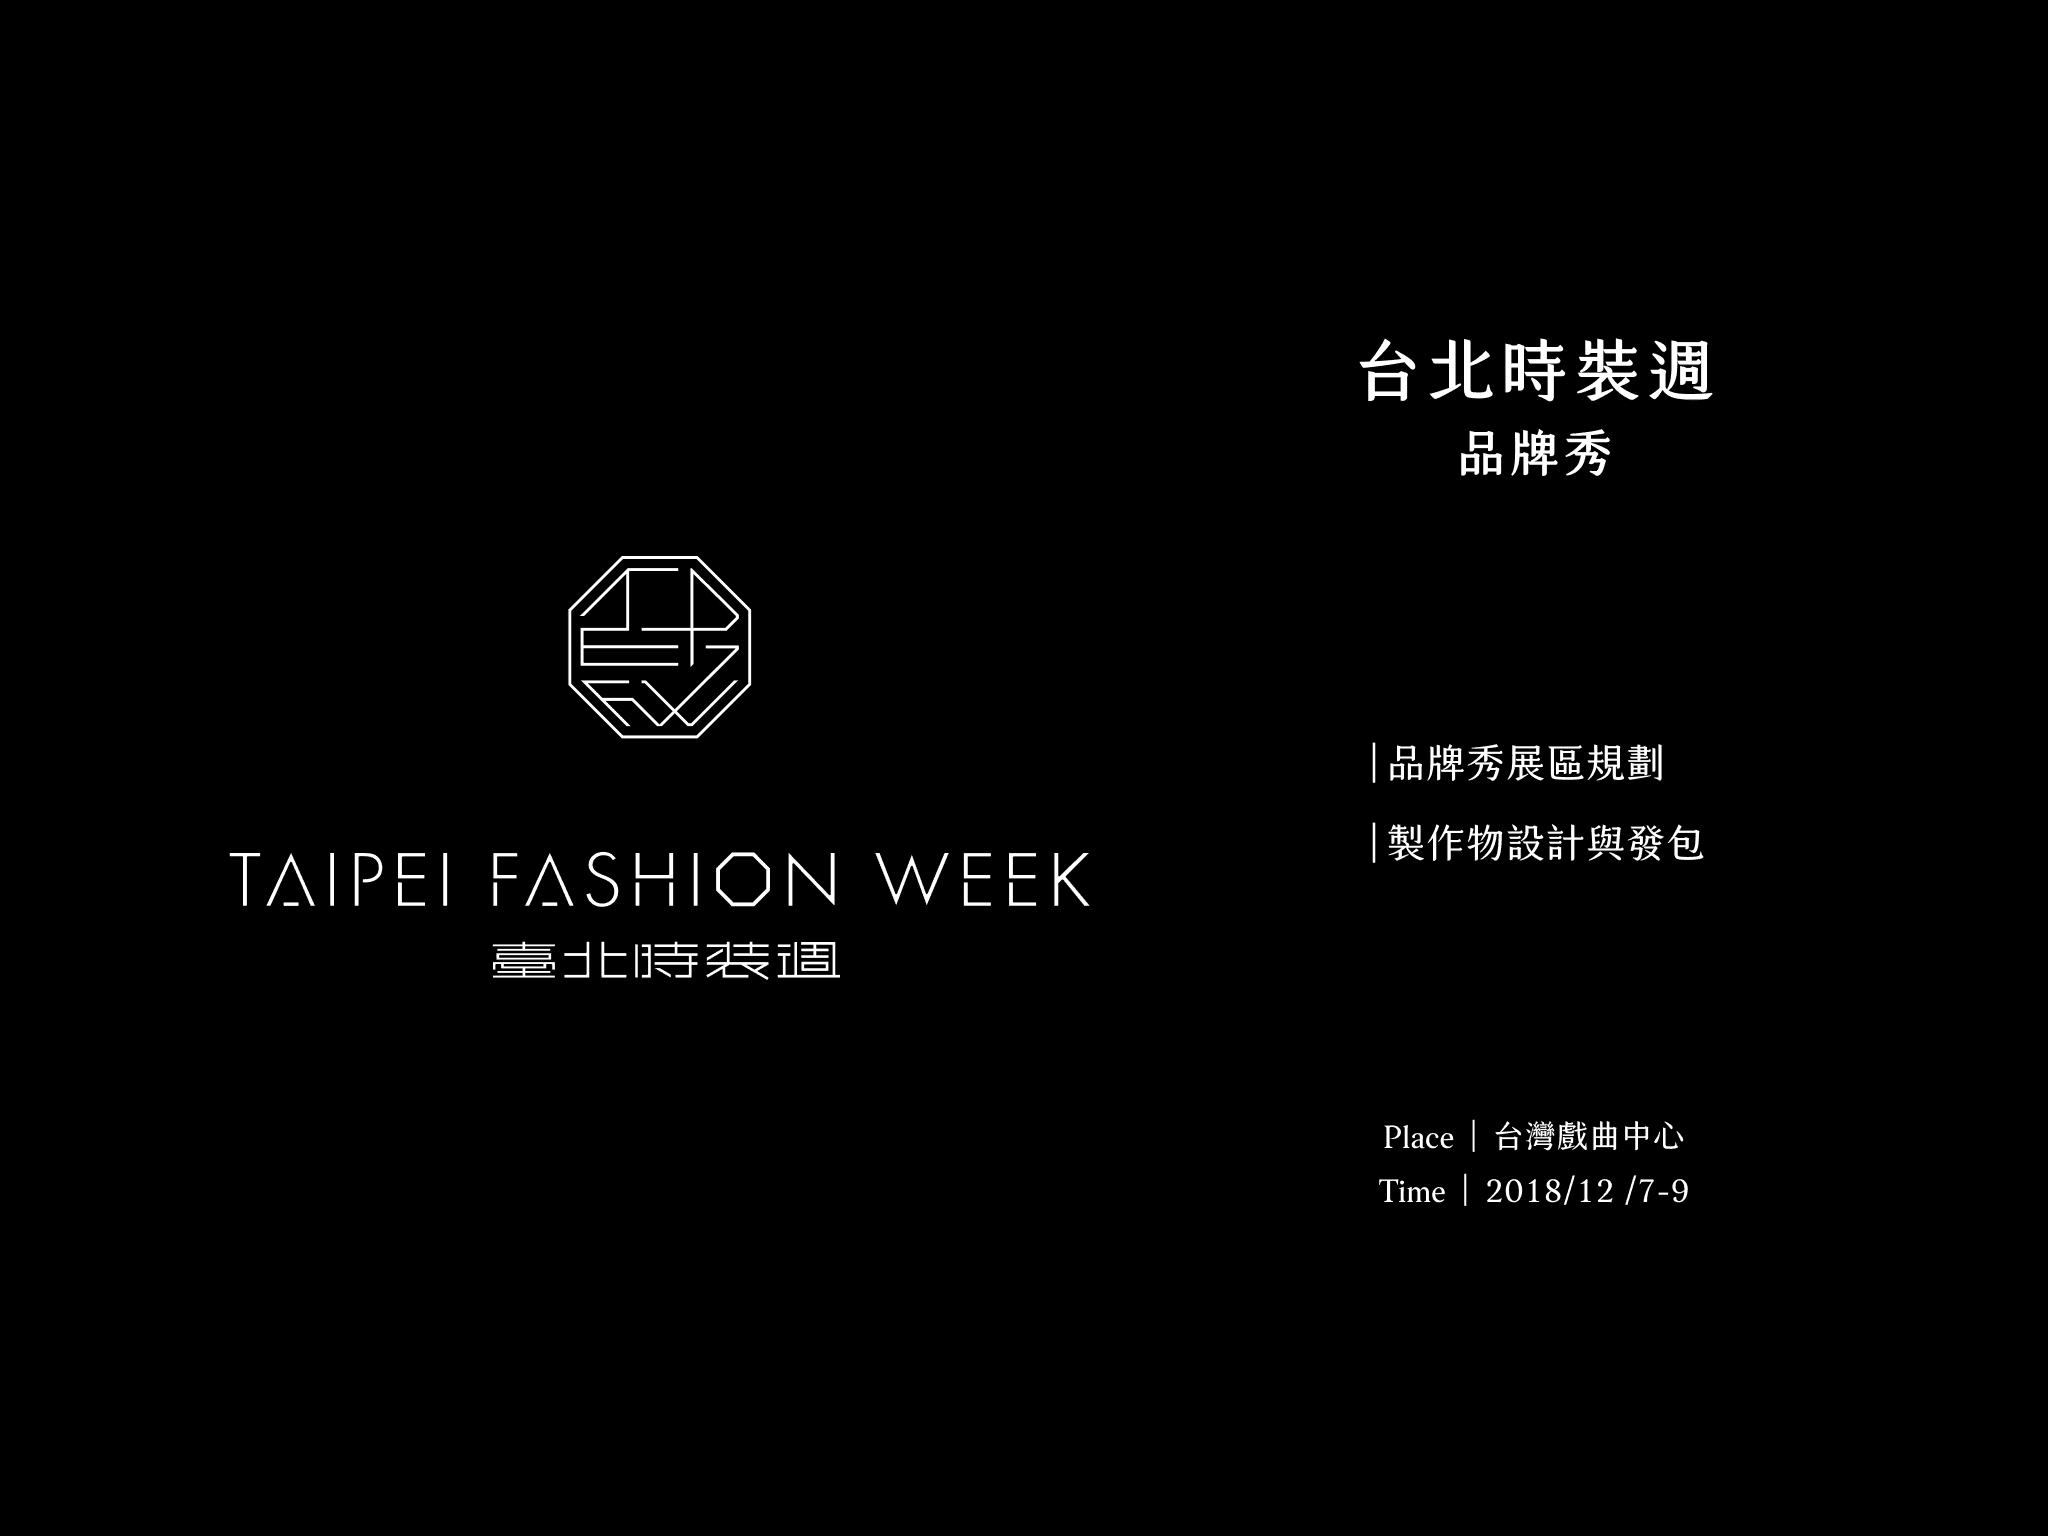 TAIPEI FASHION WEEK
臺北時裝週
台北時裝週
品牌秀
|品牌秀展區規劃
|製作物設計與發包
Place | 台灣戲曲中心
Time | 2018/12 /7-9